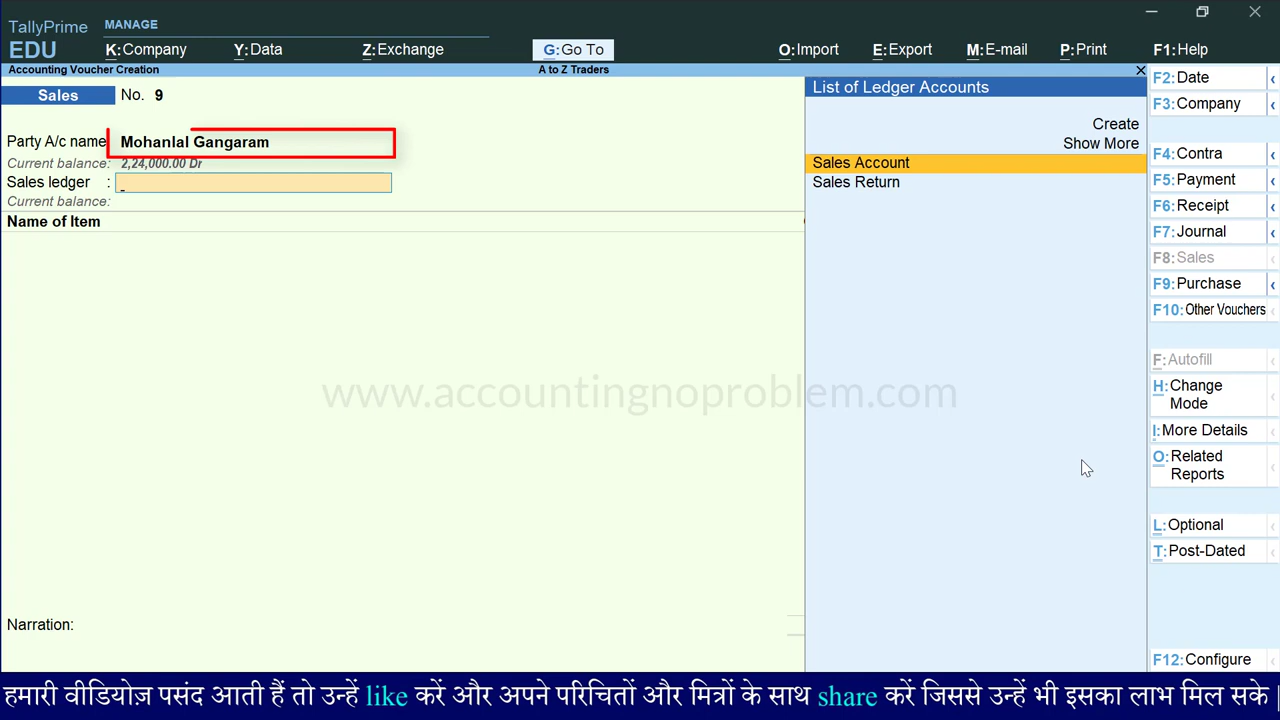 TallyPrime MANAGE
EDU K:Company Y:Data Z:Exchange G:Go To O:Import E:Export M:E-mail P:Print F1:Help
Accounting Voucher Creation A to Z Traders
Sales No. 9
Party A/c name Mohanlal Gangaram
Current balance: 2,24,000.00 Dr
Sales ledger :
Current balance:
Name of Item
Narration:
List of Ledger Accounts
Create
Show More
Sales Account
Sales Return
F2:Date
F3:Company
F4:Contra
F5:Payment
F6:Receipt
F7:Journal
F8:Sales
F9:Purchase
F10:Other Vouchers
F:Autofill
H:Change
Mode
I:More Details
O:Related
Reports
L:Optional
T:Post-Dated
F12:Configure
www.accountingnoproblem.com
हमारी वीडियोज़ पसंद आती हैं तो उन्हें like करें और अपने परिचितों और मित्रों के साथ share करें जिससे उन्हें भी इसका लाभ मिल सके